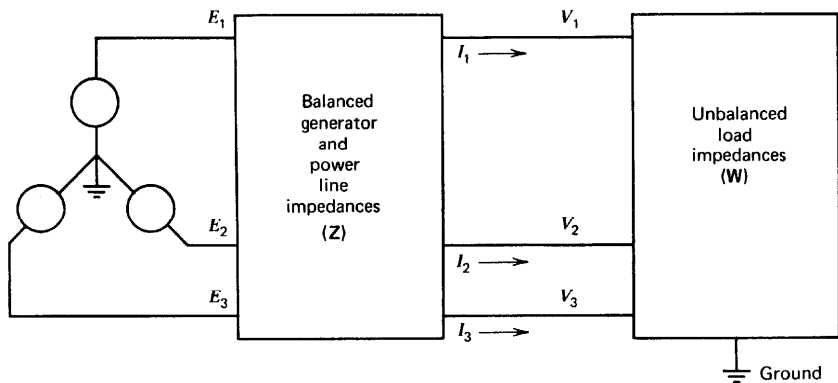 E₁
V₁
I₁
Balanced
generator
and
power
line
impedances
(Z)
Unbalanced
load
impedances
(W)
E₂
V₂
I₂
E₃
V₃
I₃
Ground